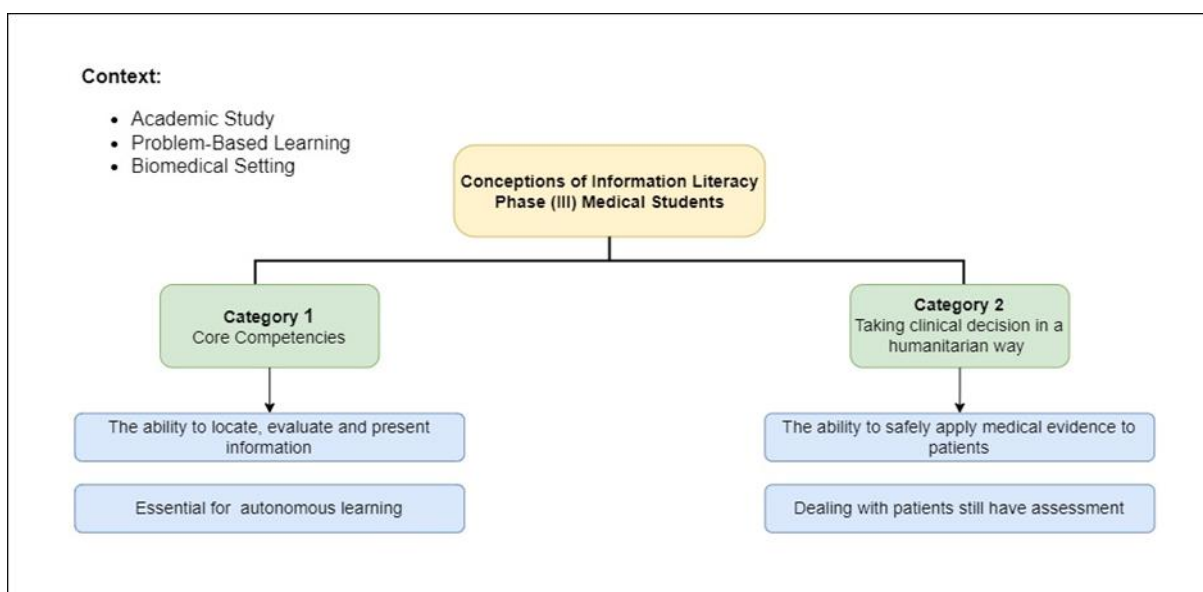 Context:
• Academic Study
• Problem-Based Learning
• Biomedical Setting
Conceptions of Information Literacy
Phase (III) Medical Students
Category 1
Core Competencies
Category 2
Taking clinical decision in a
humanitarian way
The ability to locate, evaluate and present
information
The ability to safely apply medical evidence to
patients
Essential for autonomous learning
Dealing with patients still have assessment